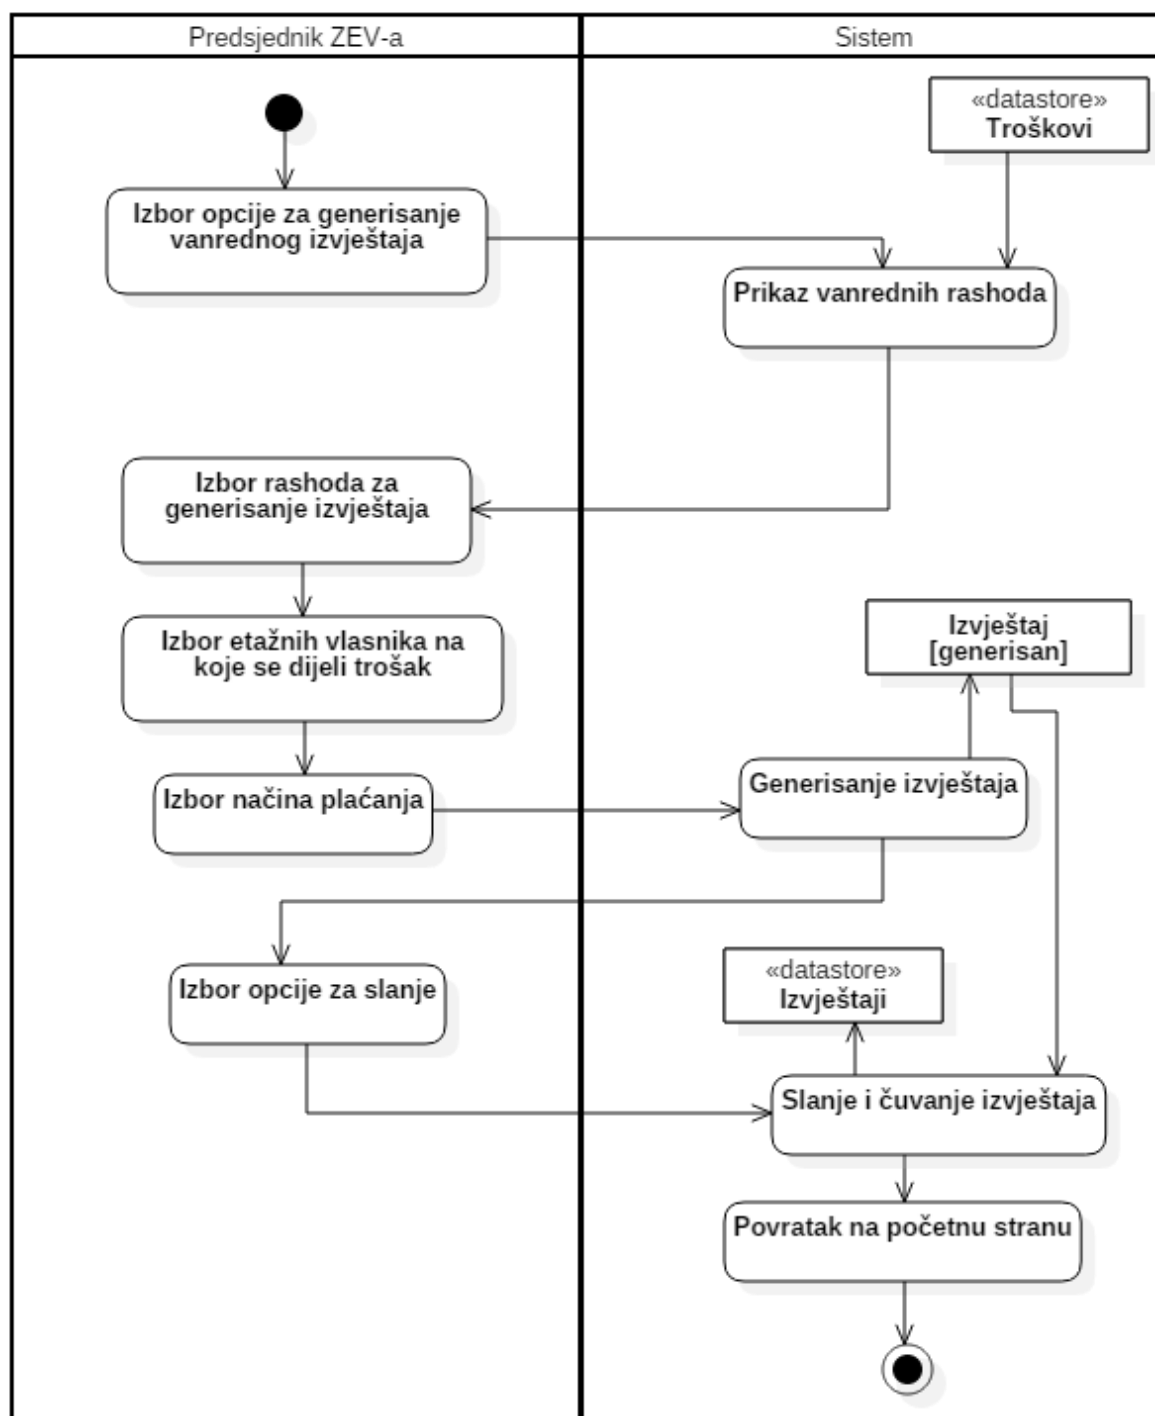 Predsjednik ZEV-a
Sistem
«datastore»
Troškovi
Izbor opcije za generisanje
vanrednog izvještaja
Prikaz vanrednih rashoda
Izbor rashoda za
generisanje izvještaja
Izbor etažnih vlasnika na
koje se dijeli trošak
Izvještaj
[generisan]
Izbor načina plaćanja
Generisanje izvještaja
Izbor opcije za slanje
«datastore»
Izvještaji
Slanje i čuvanje izvještaja
Povratak na početnu stranu